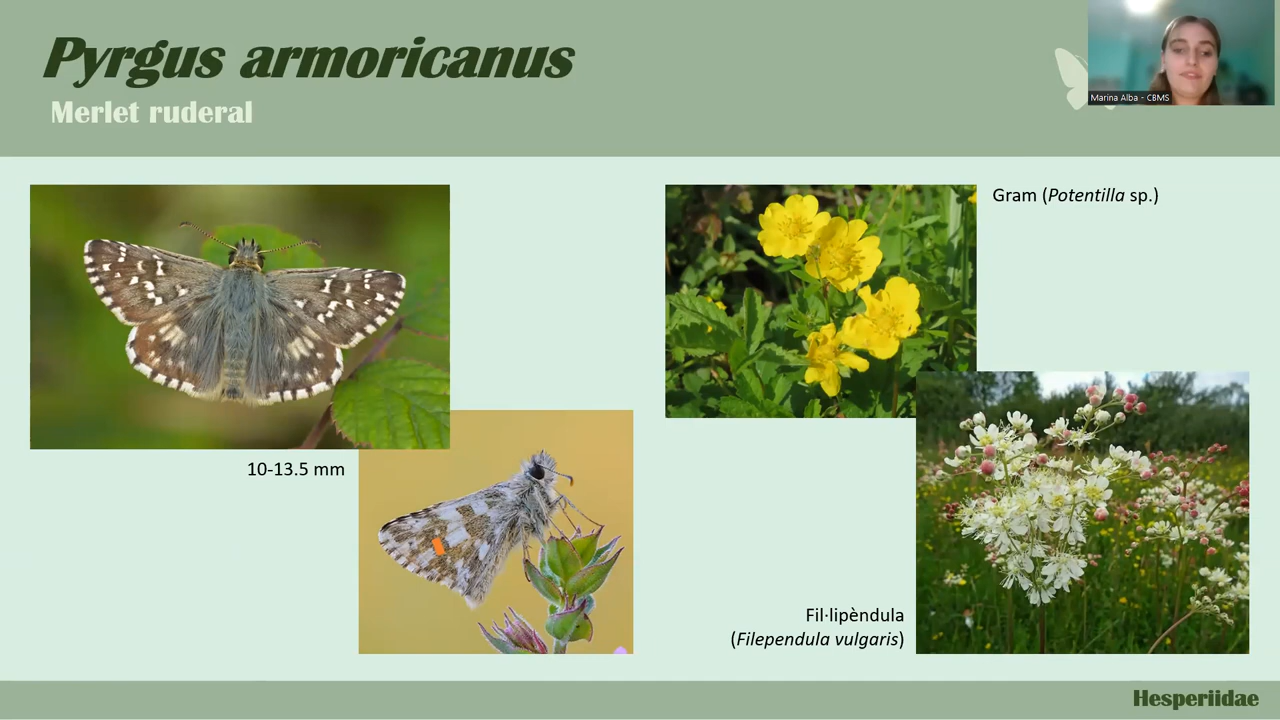 Pyrgus armoricanus
Merlet ruderal
Marina Alba - CBMS
Gram (Potentilla sp.)
10-13.5 mm
Fil·lipèndula
(Filependula vulgaris)
Hesperiidae